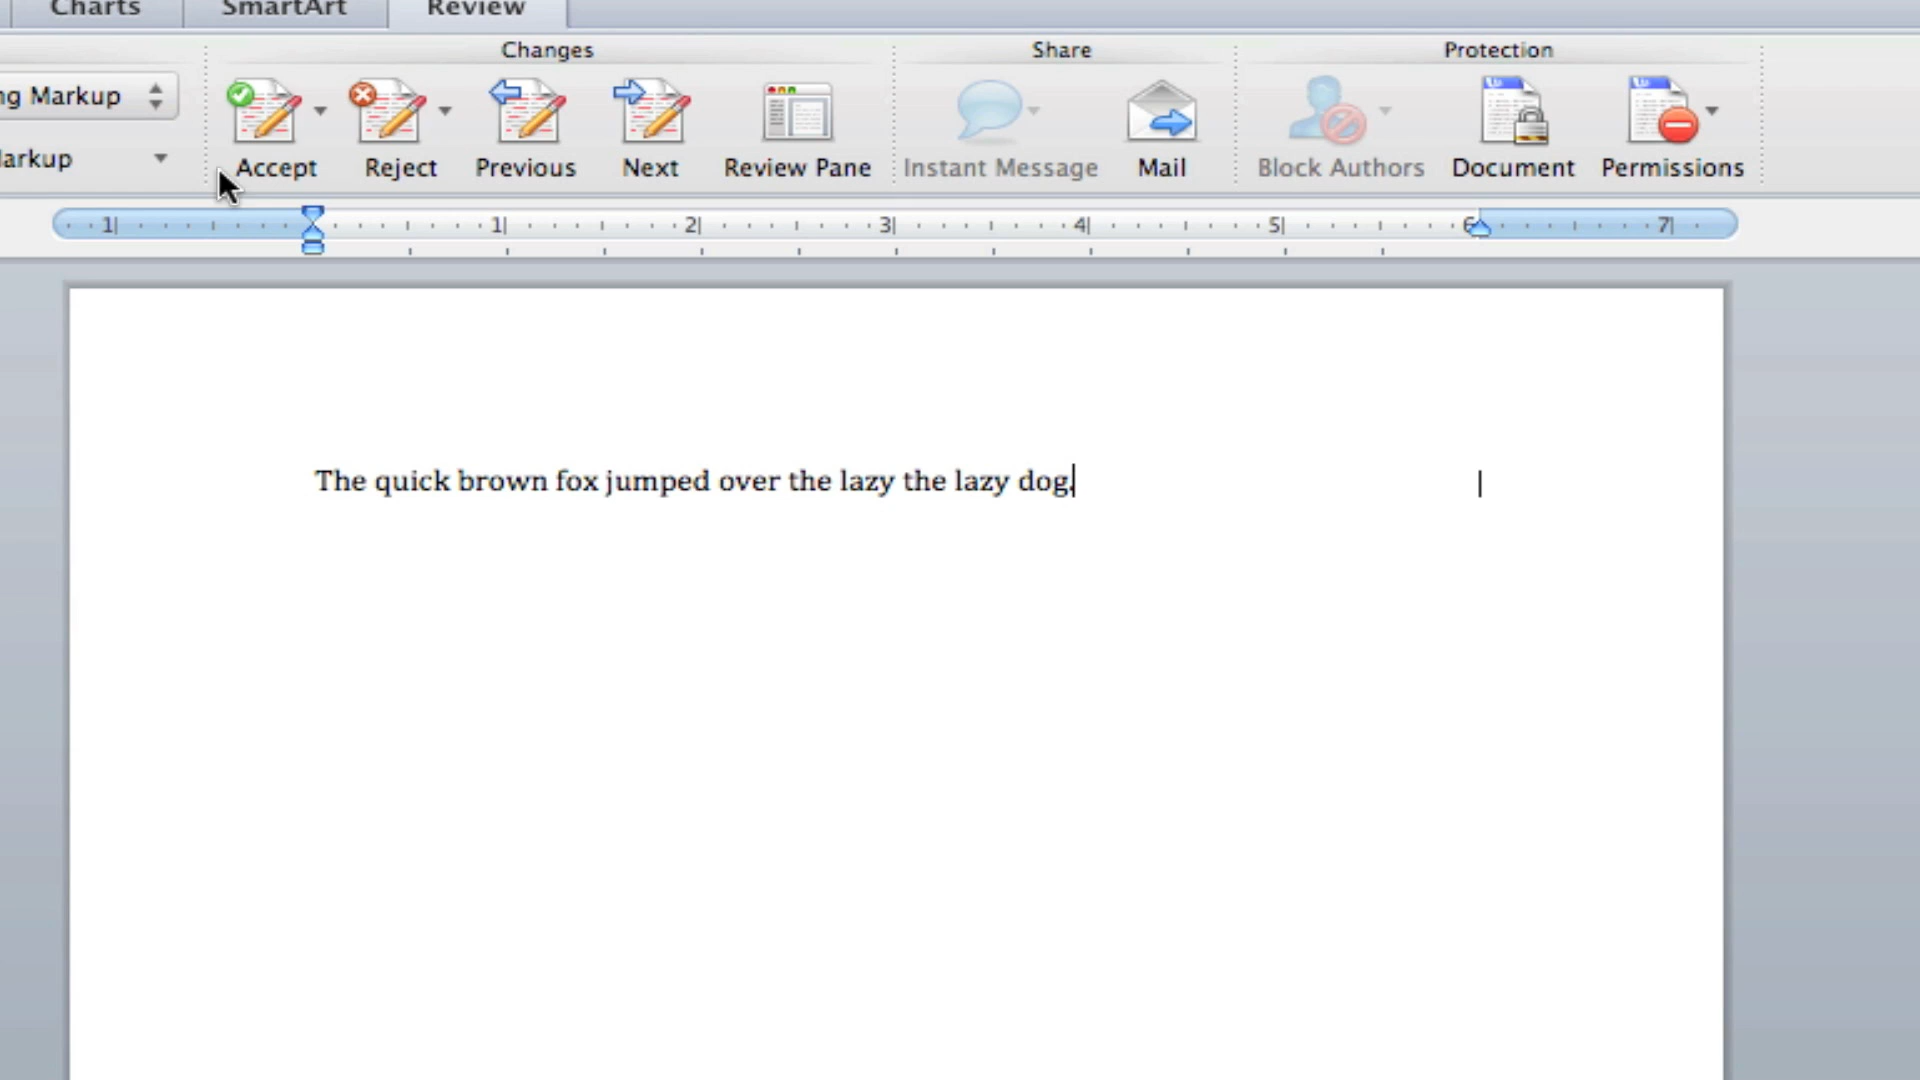 Charts SmartArt Review
Changes Share Protection
ng Markup
arkup
Accept Reject Previous Next Review Pane Instant Message Mail Block Authors Document Permissions
1 1 2 3 4 5 6 7
The quick brown fox jumped over the lazy the lazy dog.